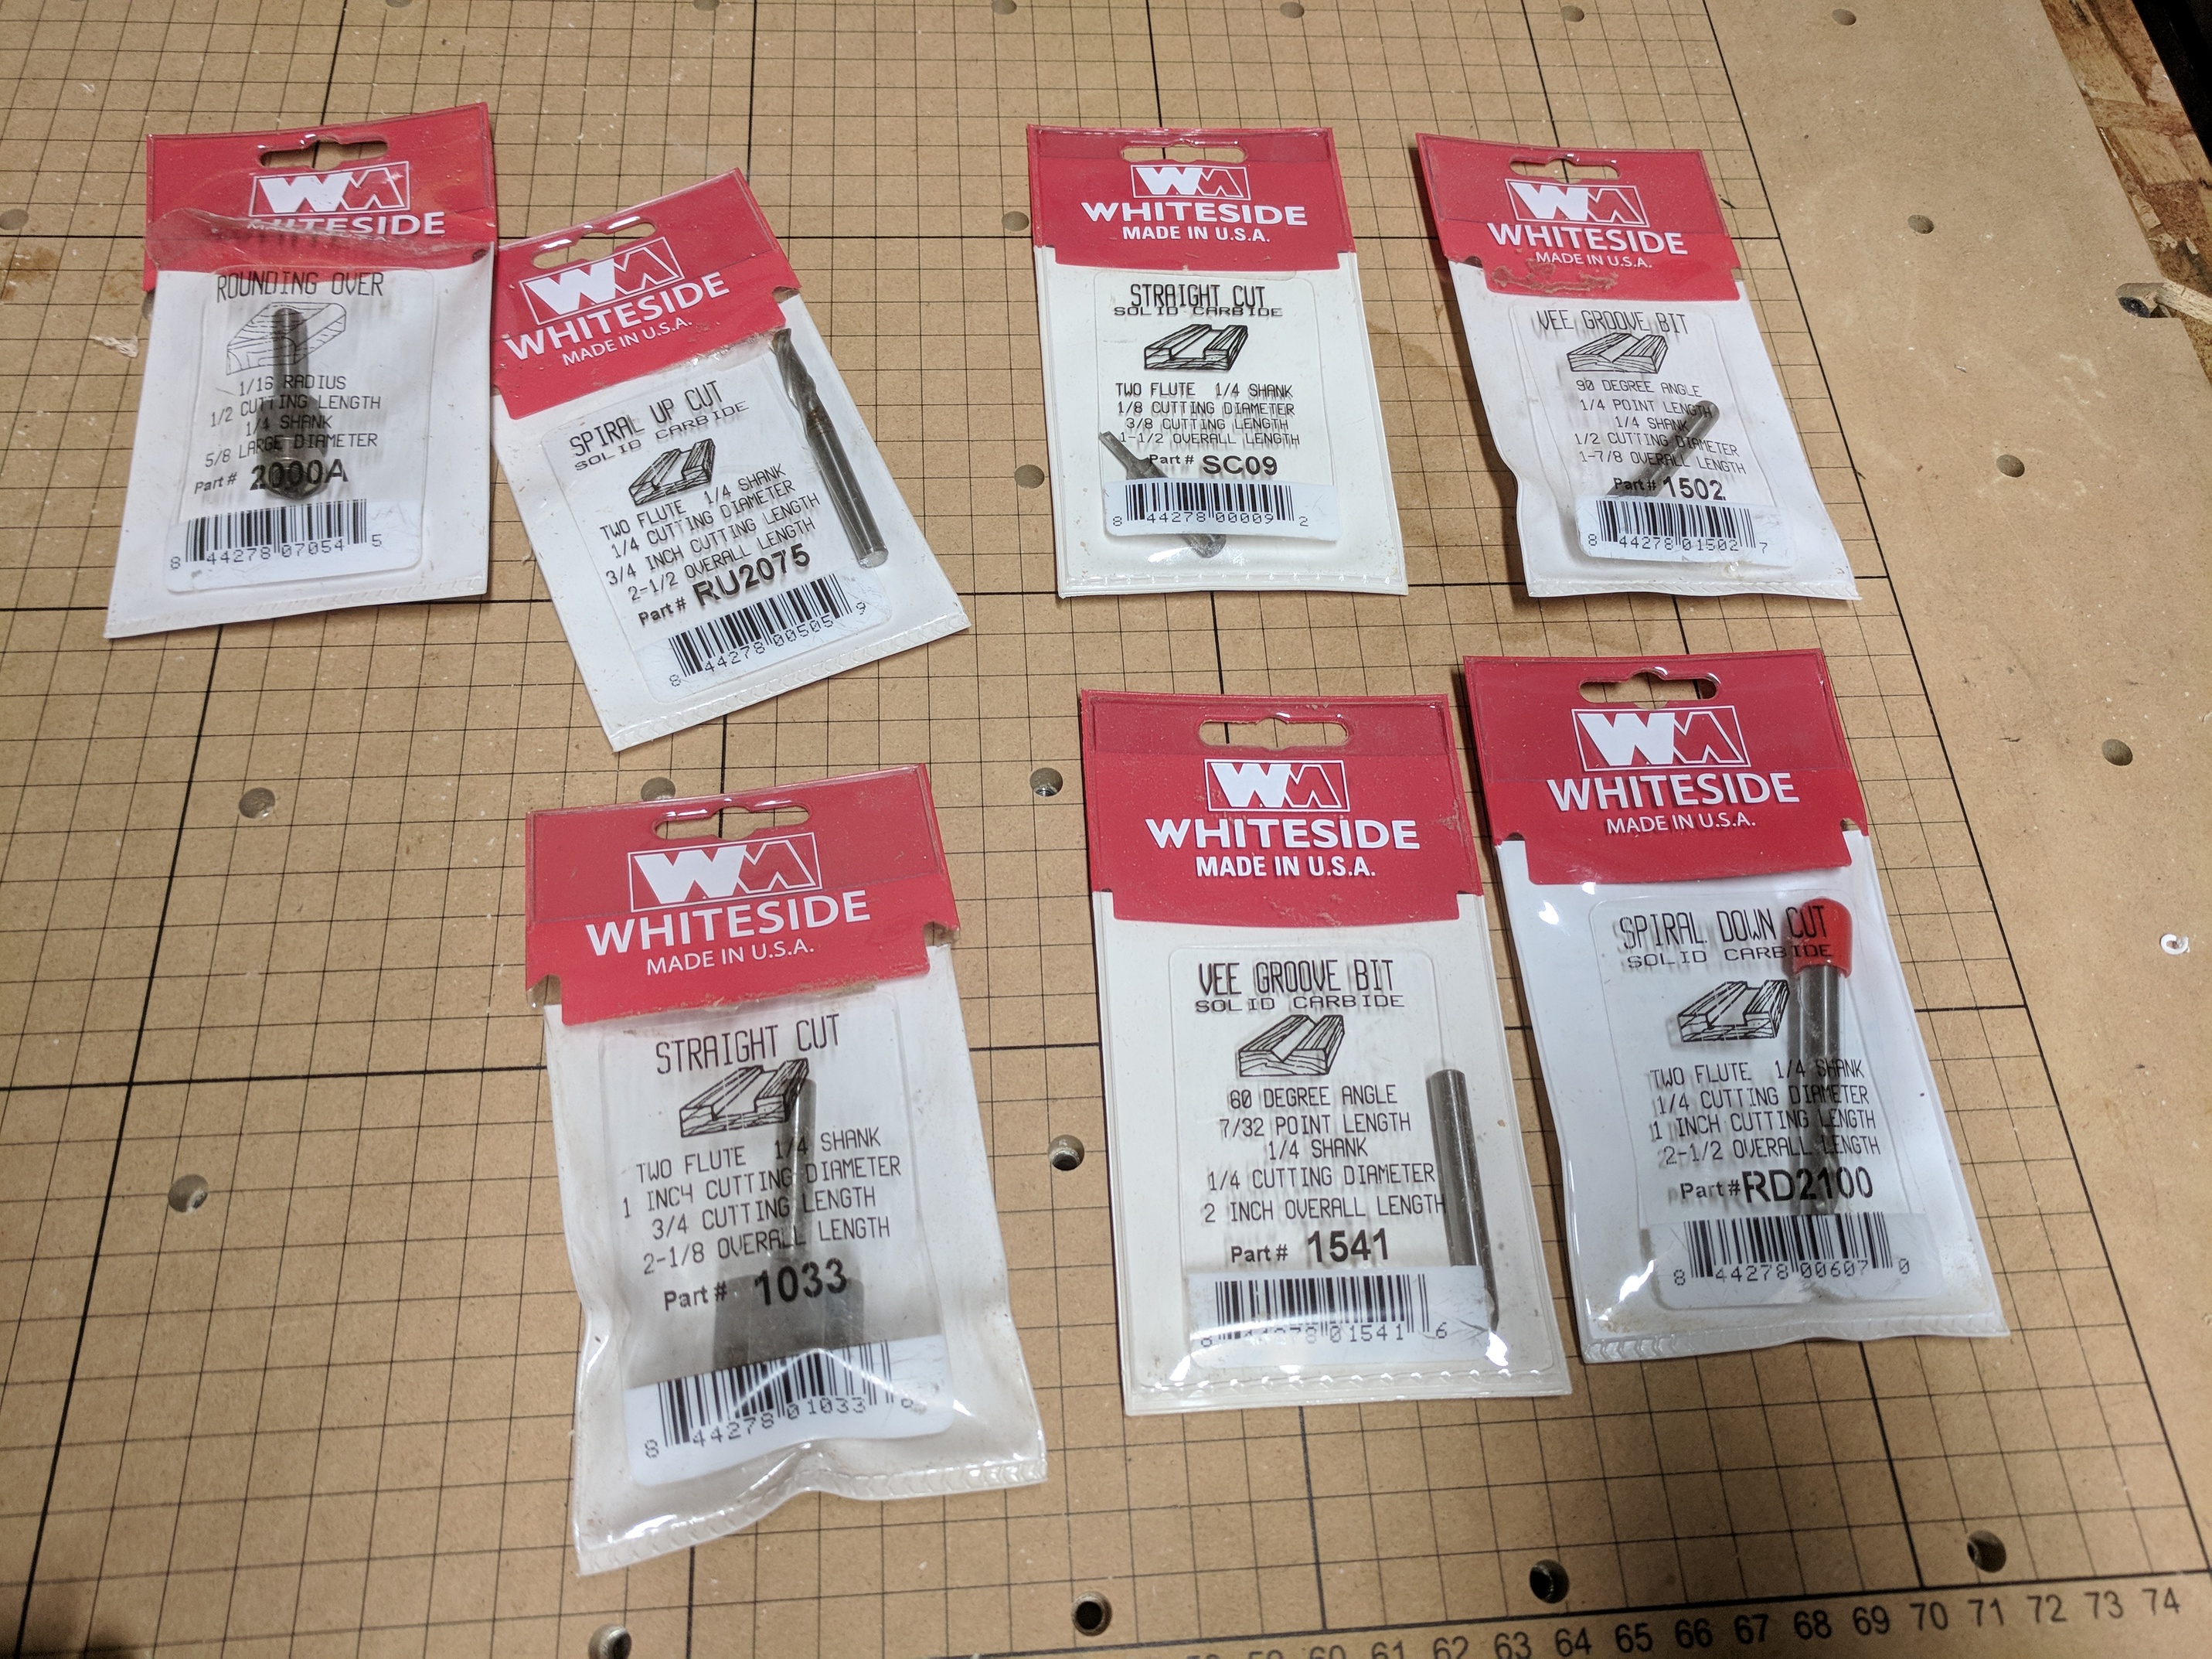 WHITESIDE
ROUNDING OVER
1/16 RADIUS
1/2 CUTTING LENGTH
1/4 SHANK
5/8 LARGE DIAMETER
Part # 2000A
8 44278 07054 5
WHITESIDE
MADE IN U.S.A.
SPIRAL UP CUT
SOLID CARBIDE
TWO FLUTE 1/4 SHANK
1/4 CUTTING DIAMETER
3/4 INCH CUTTING LENGTH
2-1/2 OVERALL LENGTH
Part # RU2075
8 44278 00505 9
WHITESIDE
MADE IN U.S.A.
STRAIGHT CUT
SOLID CARBIDE
TWO FLUTE 1/4 SHANK
1/8 CUTTING DIAMETER
3/8 CUTTING LENGTH
1-1/2 OVERALL LENGTH
Part # SC09
8 44278 00009 2
WHITESIDE
MADE IN U.S.A.
VEE GROOVE BIT
90 DEGREE ANGLE
1/4 POINT LENGTH
1/4 SHANK
1/2 CUTTING DIAMETER
1-7/8 OVERALL LENGTH
Part # 1502
8 44278 01502 7
WHITESIDE
MADE IN U.S.A.
STRAIGHT CUT
TWO FLUTE 1/4 SHANK
1 INCH CUTTING DIAMETER
3/4 CUTTING LENGTH
2-1/8 OVERALL LENGTH
Part # 1033
8 44278 01033
WHITESIDE
MADE IN U.S.A.
VEE GROOVE BIT
SOLID CARBIDE
60 DEGREE ANGLE
7/32 POINT LENGTH
1/4 SHANK
1/4 CUTTING DIAMETER
2 INCH OVERALL LENGTH
Part # 1541
8 44278 01541 6
WHITESIDE
MADE IN U.S.A.
SPIRAL DOWN CUT
SOLID CARBIDE
TWO FLUTE 1/4 SHANK
1/4 CUTTING DIAMETER
1 INCH CUTTING LENGTH
2-1/2 OVERALL LENGTH
Part # RD2100
8 44278 00607 0
60 61 62 63 64 65 66 67 68 69 70 71 72 73 74